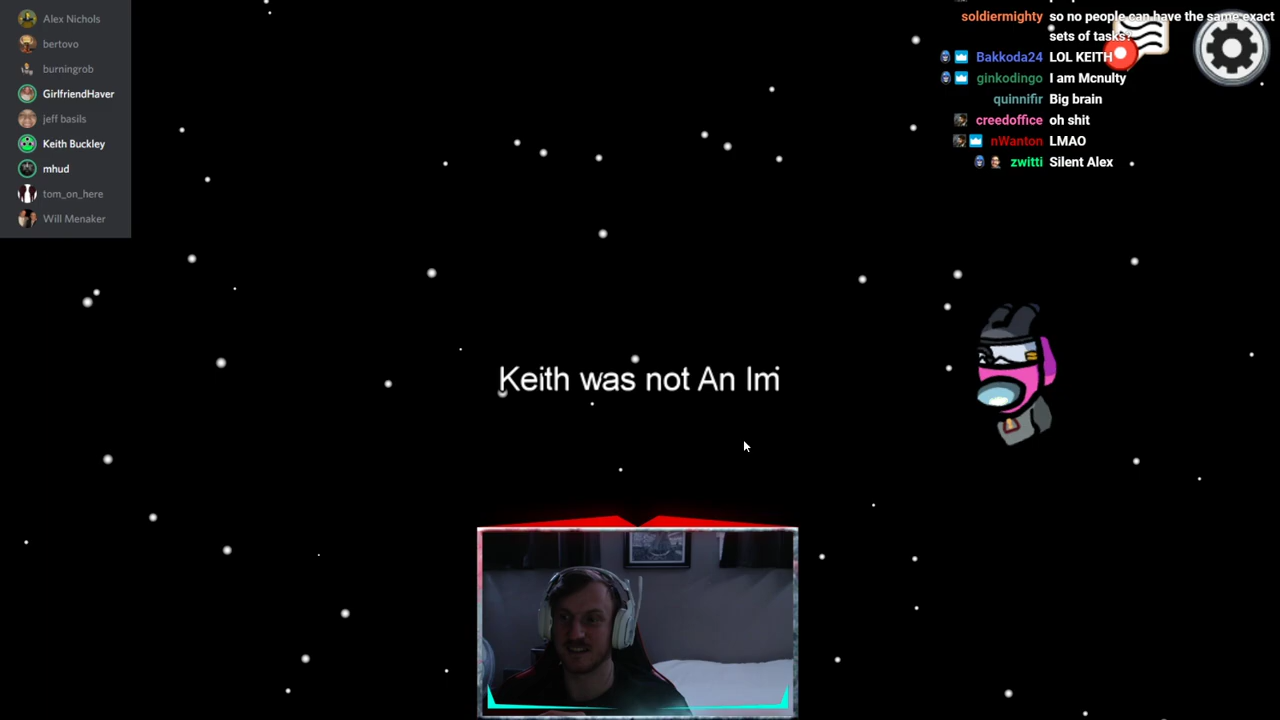 Alex Nichols
bertovo
burningrob
GirlfriendHaver
jeff basils
Keith Buckley
mhud
tom_on_here
Will Menaker
soldiermighty so no people can have the same exact
sets of tasks?
Bakkoda24 LOL KEITH
ginkodingo I am Mcnulty
quinnifir Big brain
creedoffice oh shit
nWanton LMAO
zwitti Silent Alex
Keith was not An Im